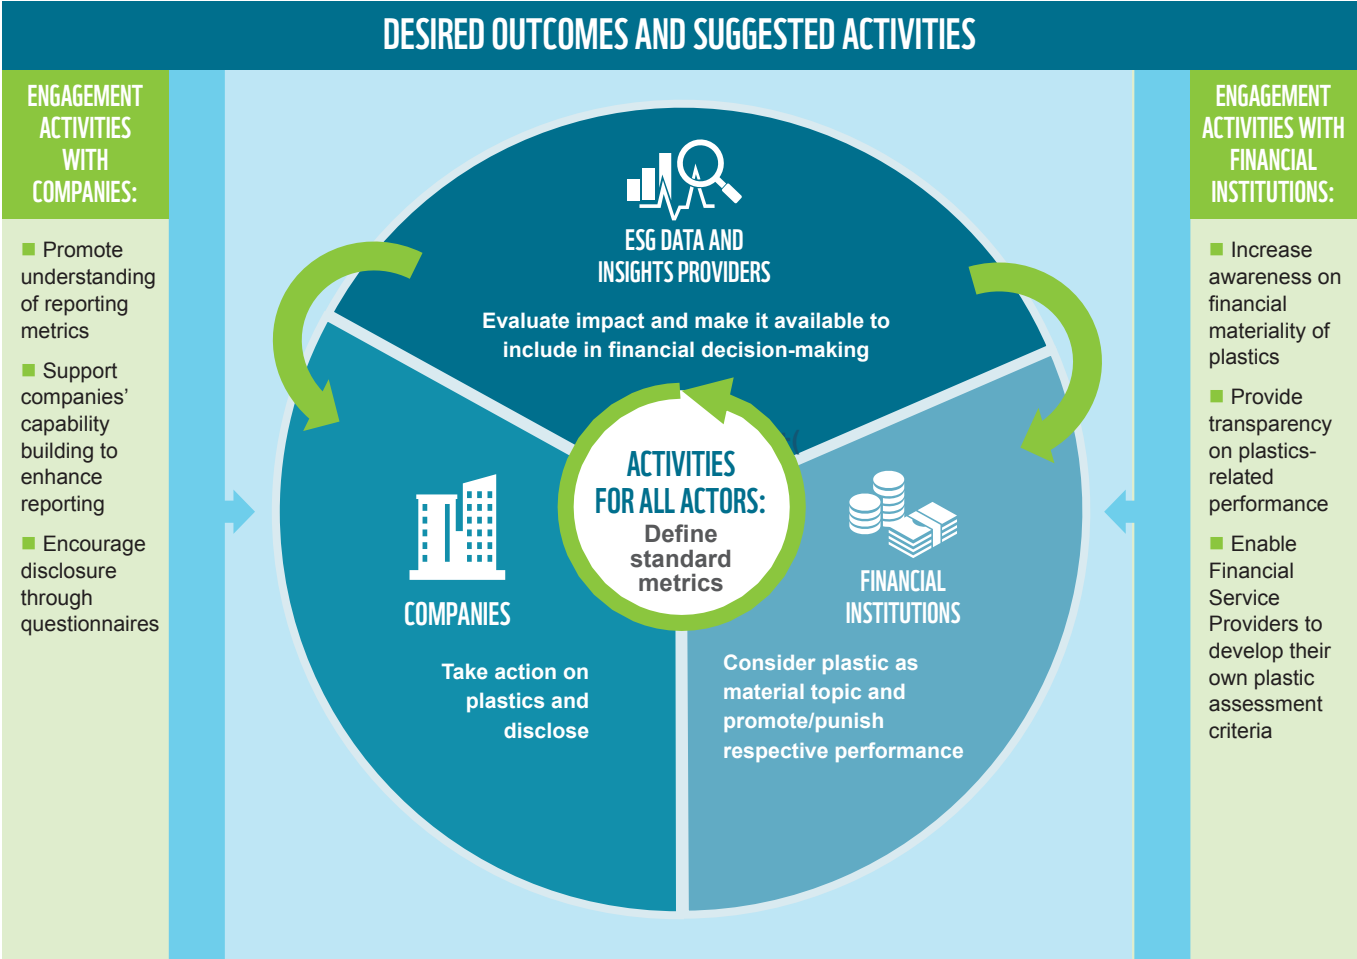 DESIRED OUTCOMES AND SUGGESTED ACTIVITIES
ENGAGEMENT
ACTIVITIES
WITH
COMPANIES:
■ Promote
understanding
of reporting
metrics
■ Support
companies’
capability
building to
enhance
reporting
■ Encourage
disclosure
through
questionnaires
ESG DATA AND
INSIGHTS PROVIDERS
Evaluate impact and make it available to
include in financial decision-making
ACTIVITIES
FOR ALL ACTORS:
Define
standard
metrics
COMPANIES
Take action on
plastics and
disclose
FINANCIAL
INSTITUTIONS
Consider plastic as
material topic and
promote/punish
respective performance
ENGAGEMENT
ACTIVITIES WITH
FINANCIAL
INSTITUTIONS:
■ Increase
awareness on
financial
materiality of
plastics
■ Provide
transparency
on plastics-
related
performance
■ Enable
Financial
Service
Providers to
develop their
own plastic
assessment
criteria